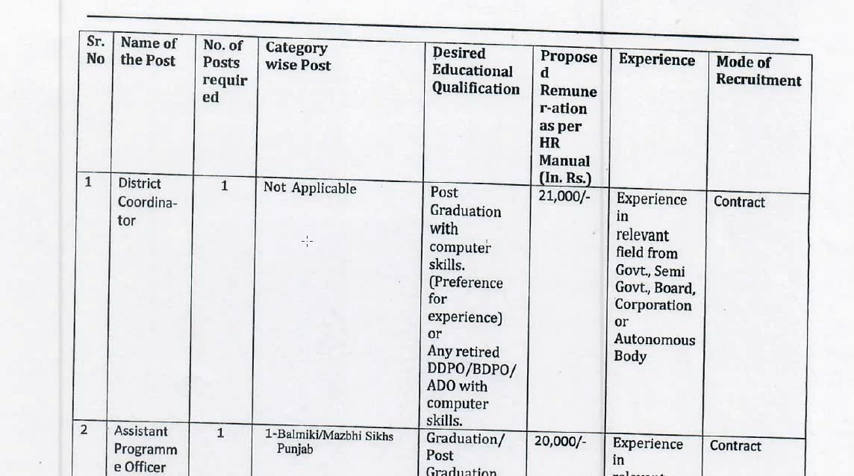 Sr. No
Name of the Post
No. of Posts requir ed
Category wise Post
Desired Educational Qualification
Propose d Remune r-ation as per HR Manual (In. Rs.)
Experience
Mode of Recruitment
1
District Coordina- tor
1
Not Applicable
Post
Graduation
with
computer
skills.
(Preference
for
experience)
or
Any retired
DDPO/BDPO/
ADO with
computer
skills.
21,000/-
Experience
in
relevant
field from
Govt., Semi
Govt., Board,
Corporation
or
Autonomous
Body
Contract
2
Assistant
Programm
e Officer
1
1-Balmiki/Mazbhi Sikhs
Punjab
Graduation/
Post
Graduation
20,000/-
Experience
in
Contract